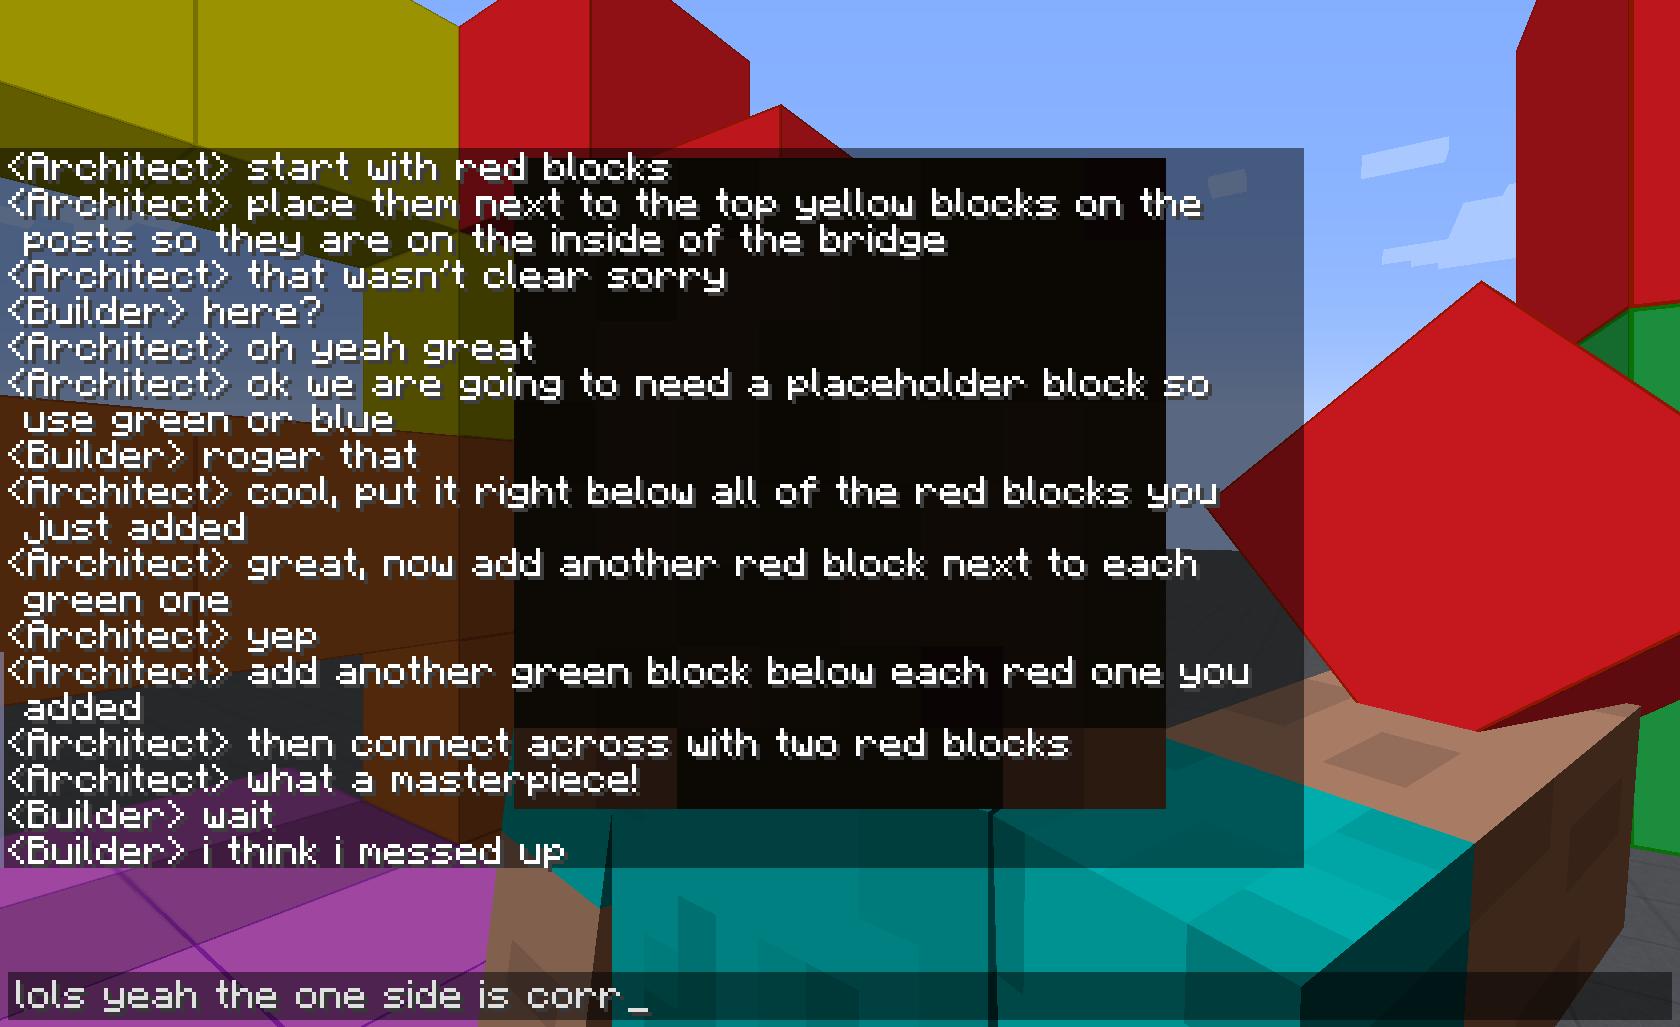 <Architect> start with red blocks
<Architect> place them next to the top yellow blocks on the
posts so they are on the inside of the bridge
<Architect> that wasn't clear sorry
<Builder> here?
<Architect> oh yeah great
<Architect> ok we are going to need a placeholder block so
use green or blue
<Builder> roger that
<Architect> cool, put it right below all of the red blocks you
just added
<Architect> great, now add another red block next to each
green one
<Architect> yep
<Architect> add another green block below each red one you
added
<Architect> then connect across with two red blocks
<Architect> what a masterpiece!
<Builder> wait
<Builder> i think i messed up
lols yeah the one side is corr_